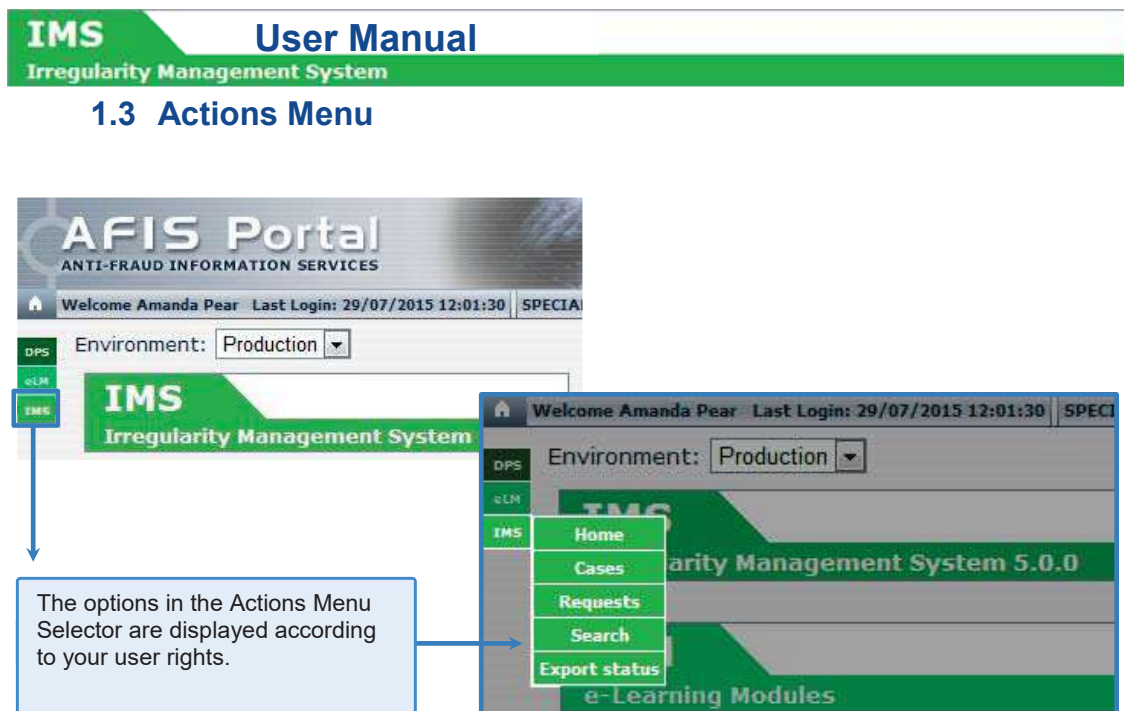 IMS
User Manual
Irregularity Management System
1.3 Actions Menu
AFIS Portal
ANTI-FRAUD INFORMATION SERVICES
Welcome Amanda Pear Last Login: 29/07/2015 12:01:30 SPECIA
DPS
Environment: Production
eLM
IMS
IMS
Irregularity Management System
Welcome Amanda Pear Last Login: 29/07/2015 12:01:30 SPECI
DPS
Environment: Production
eLM
IMS
IMS
Home
Cases
arity Management System 5.0.0
Requests
Search
Export status
e-Learning Modules
The options in the Actions Menu
Selector are displayed according
to your user rights.